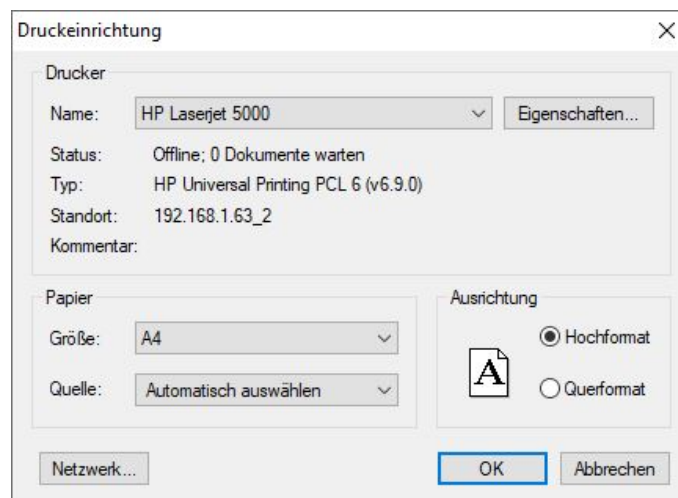 Druckeinrichtung
Drucker
Name: HP Laserjet 5000 Eigenschaften...
Status: Offline; 0 Dokumente warten
Typ: HP Universal Printing PCL 6 (v6.9.0)
Standort: 192.168.1.63_2
Kommentar:
Papier
Größe: A4
Quelle: Automatisch auswählen
Ausrichtung
A
Hochformat
Querformat
Netzwerk... OK Abbrechen